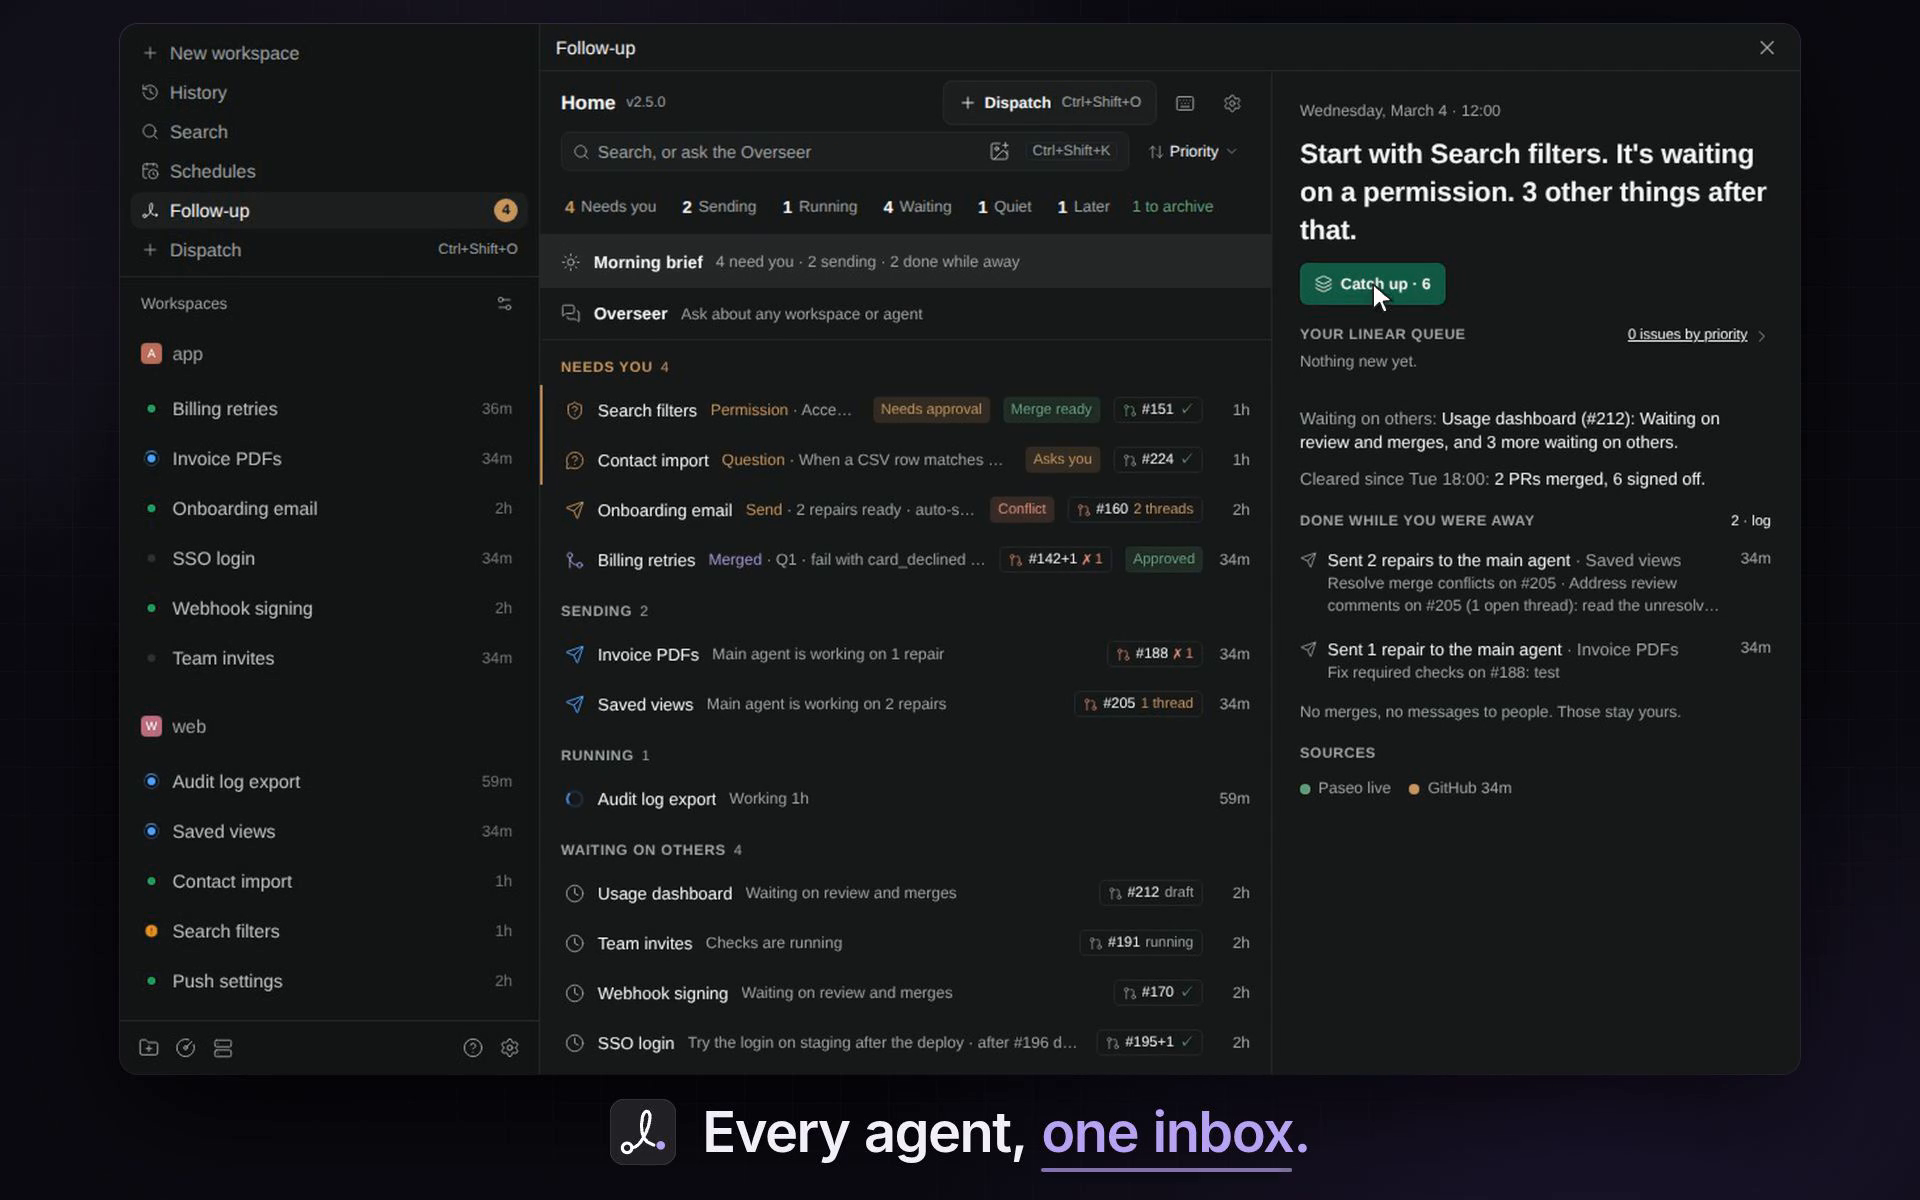 New workspace
History
Search
Schedules
Follow-up 4
Dispatch Ctrl+Shift+O
Workspaces
A app
Billing retries 36m
Invoice PDFs 34m
Onboarding email 2h
SSO login 34m
Webhook signing 2h
Team invites 34m
W web
Audit log export 59m
Saved views 34m
Contact import 1h
Search filters 1h
Push settings 2h
Follow-up
Home v2.5.0 Dispatch Ctrl+Shift+O
Search, or ask the Overseer Ctrl+Shift+K Priority
4 Needs you 2 Sending 1 Running 4 Waiting 1 Quiet 1 Later 1 to archive
Morning brief 4 need you · 2 sending · 2 done while away
Overseer Ask about any workspace or agent
NEEDS YOU 4
Search filters Permission · Acce… Needs approval Merge ready #151 ✓ 1h
Contact import Question · When a CSV row matches … Asks you #224 ✓ 1h
Onboarding email Send · 2 repairs ready · auto-s… Conflict #160 2 threads 2h
Billing retries Merged · Q1 · fail with card_declined … #142+1 ✗ 1 Approved 34m
SENDING 2
Invoice PDFs Main agent is working on 1 repair #188 ✗ 1 34m
Saved views Main agent is working on 2 repairs #205 1 thread 34m
RUNNING 1
Audit log export Working 1h 59m
WAITING ON OTHERS 4
Usage dashboard Waiting on review and merges #212 draft 2h
Team invites Checks are running #191 running 2h
Webhook signing Waiting on review and merges #170 ✓ 2h
SSO login Try the login on staging after the deploy · after #196 d… #195+1 ✓ 2h
Wednesday, March 4 · 12:00
Start with Search filters. It's waiting
on a permission. 3 other things after
that.
Catch up · 6
YOUR LINEAR QUEUE 0 issues by priority
Nothing new yet.
Waiting on others: Usage dashboard (#212): Waiting on
review and merges, and 3 more waiting on others.
Cleared since Tue 18:00: 2 PRs merged, 6 signed off.
DONE WHILE YOU WERE AWAY 2 · log
Sent 2 repairs to the main agent · Saved views 34m
Resolve merge conflicts on #205 · Address review
comments on #205 (1 open thread): read the unresolv…
Sent 1 repair to the main agent · Invoice PDFs 34m
Fix required checks on #188: test
No merges, no messages to people. Those stay yours.
SOURCES
Paseo live GitHub 34m
Every agent, one inbox.